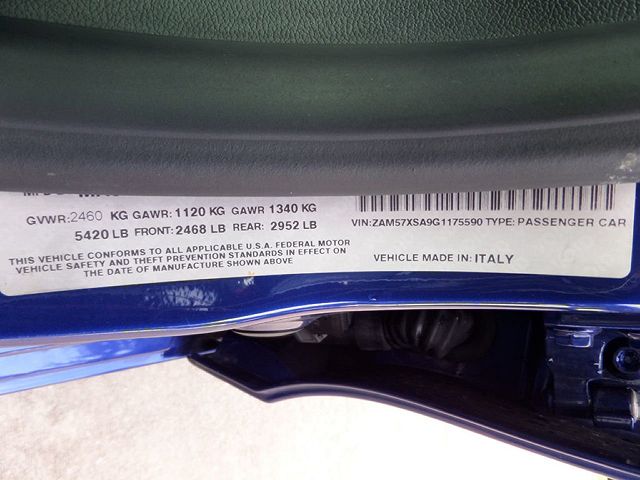 GVWR:2460 KG GAWR:1120 KG GAWR 1340 KG
5420 LB FRONT:2468 LB REAR: 2952 LB
THIS VEHICLE CONFORMS TO ALL APPLICABLE U.S.A. FEDERAL MOTOR
VEHICLE SAFETY AND THEFT PREVENTION STANDARDS IN EFFECT ON
THE DATE OF MANUFACTURE SHOWN ABOVE
VIN:ZAM57XSA9G1175590 TYPE: PASSENGER CAR
VEHICLE MADE IN: ITALY